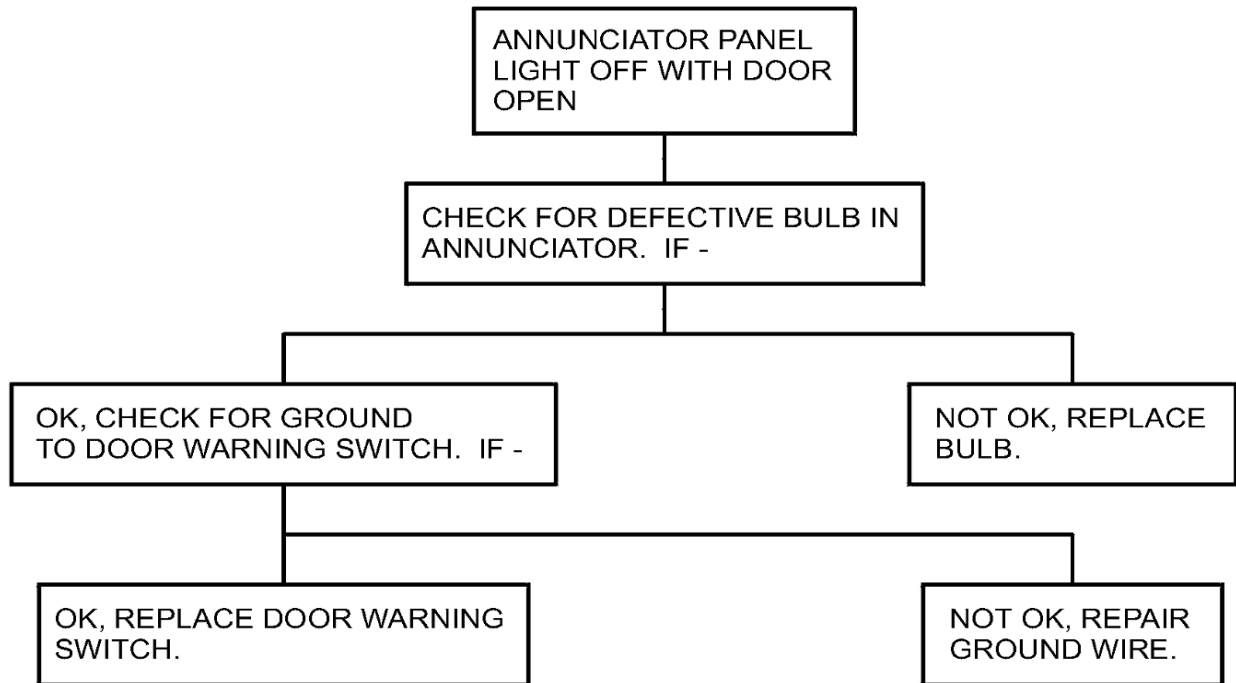 ANNUNCIATOR PANEL
LIGHT OFF WITH DOOR
OPEN
CHECK FOR DEFECTIVE BULB IN
ANNUNCIATOR. IF -
OK, CHECK FOR GROUND
TO DOOR WARNING SWITCH. IF -
NOT OK, REPLACE
BULB.
OK, REPLACE DOOR WARNING
SWITCH.
NOT OK, REPAIR
GROUND WIRE.